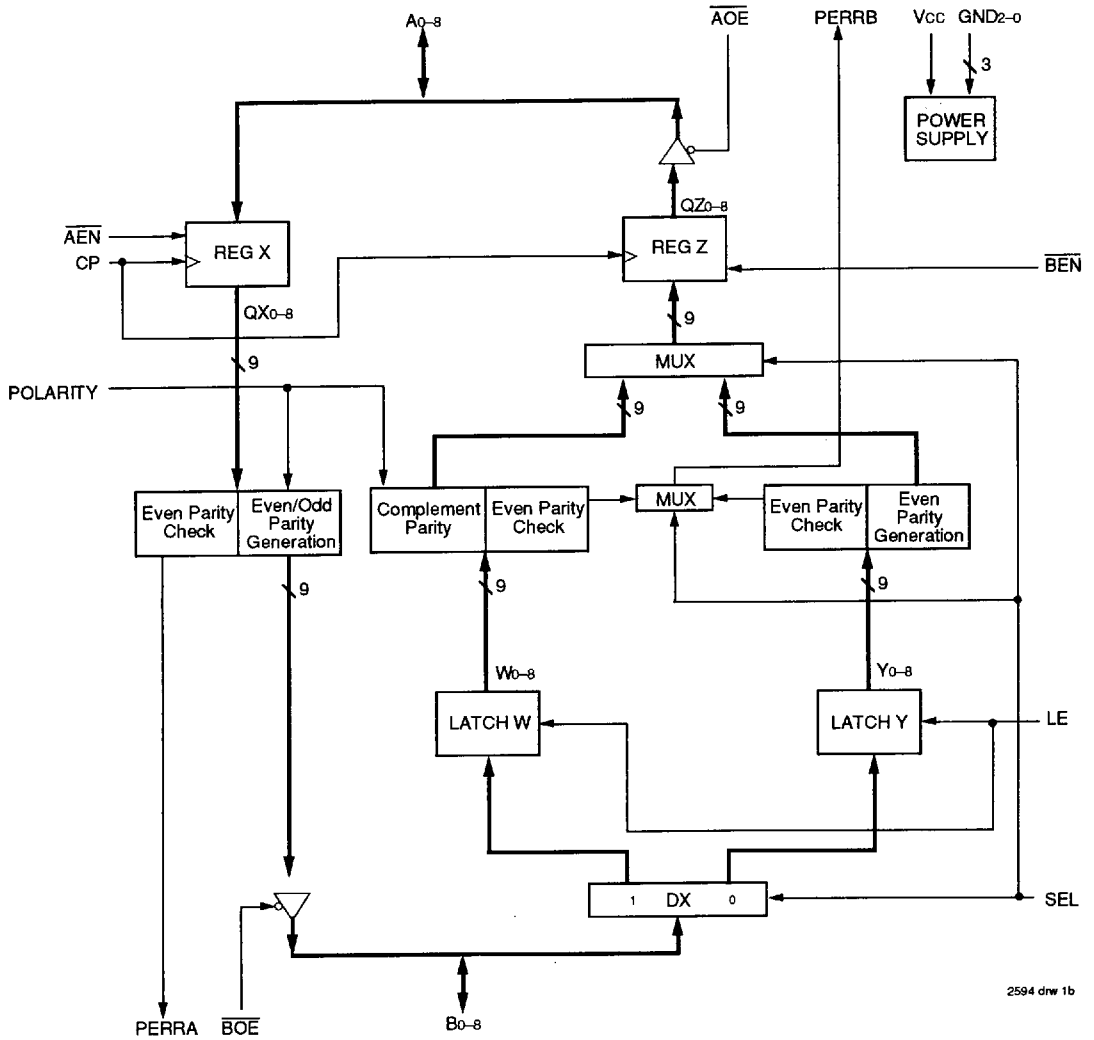 A0–8
AOE
PERRB
VCC
GND2–0
3
POWER
SUPPLY
QZ0–8
AEN
CP
REG X
REG Z
BEN
QX0–8
9
9
MUX
POLARITY
9
9
Even Parity
Check
Even/Odd
Parity
Generation
Complement
Parity
Even Parity
Check
MUX
Even Parity
Check
Even
Parity
Generation
9
9
9
W0–8
Y0–8
LATCH W
LATCH Y
LE
1
DX
0
SEL
PERRA
BOE
B0–8
2594 drw 1b